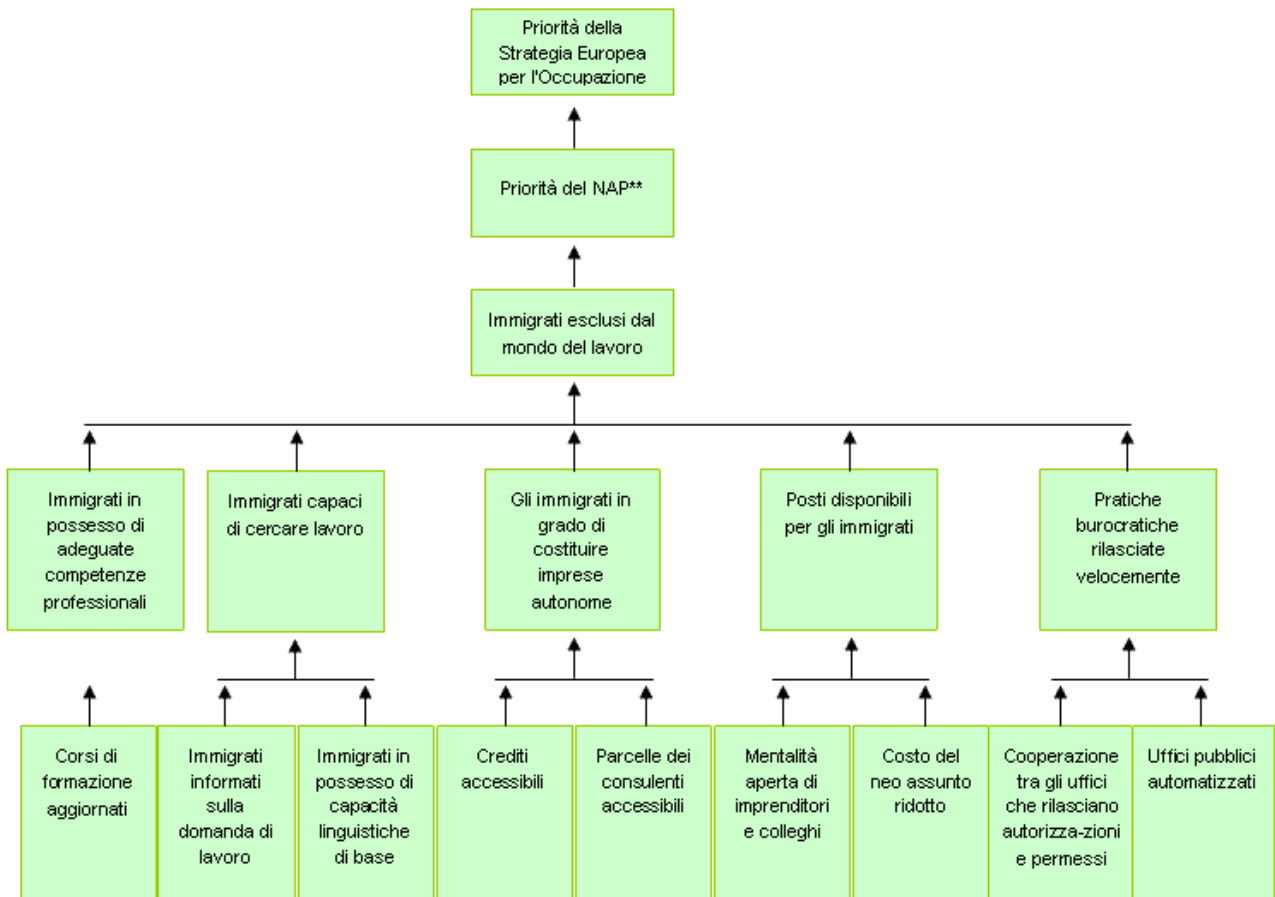 Priorità della
Strategia Europea
per l'Occupazione
Priorità del NAP**
Immigrati esclusi dal
mondo del lavoro
Immigrati in
possesso di
adeguate
competenze
professionali
Immigrati capaci
di cercare lavoro
Gli immigrati in
grado di
costituire
imprese
autonome
Posti disponibili
per gli immigrati
Pratiche
burocratiche
rilasciate
velocemente
Corsi di
formazione
aggiornati
Immigrati
informati
sulla
domanda di
lavoro
Immigrati in
possesso di
capacità
linguistiche
di base
Crediti
accessibili
Parcelle dei
consulenti
accessibili
Mentalità
aperta di
imprenditori
e colleghi
Costo del
neo assunto
ridotto
Cooperazione
tra gli uffici
che rilasciano
autorizza-zioni
e permessi
Uffici pubblici
automatizzati